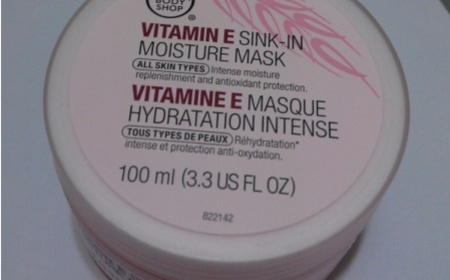 BODY
SHOP
VITAMIN E SINK-IN
MOISTURE MASK
ALL SKIN TYPES Intense moisture
replenishment and antioxidant protection.
VITAMINE E MASQUE
HYDRATATION INTENSE
TOUS TYPES DE PEAUX Réhydratation*
intense et protection anti-oxydation.
100 ml (3.3 US FL OZ)
822142